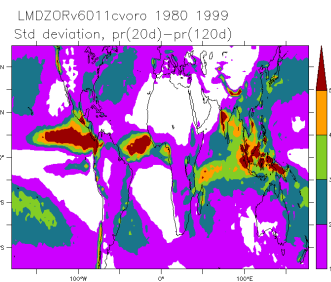 LMDZORv6011cvoro 1980 1999
Std deviation, pr(20d)-pr(120d)
100°W 0° 100°E